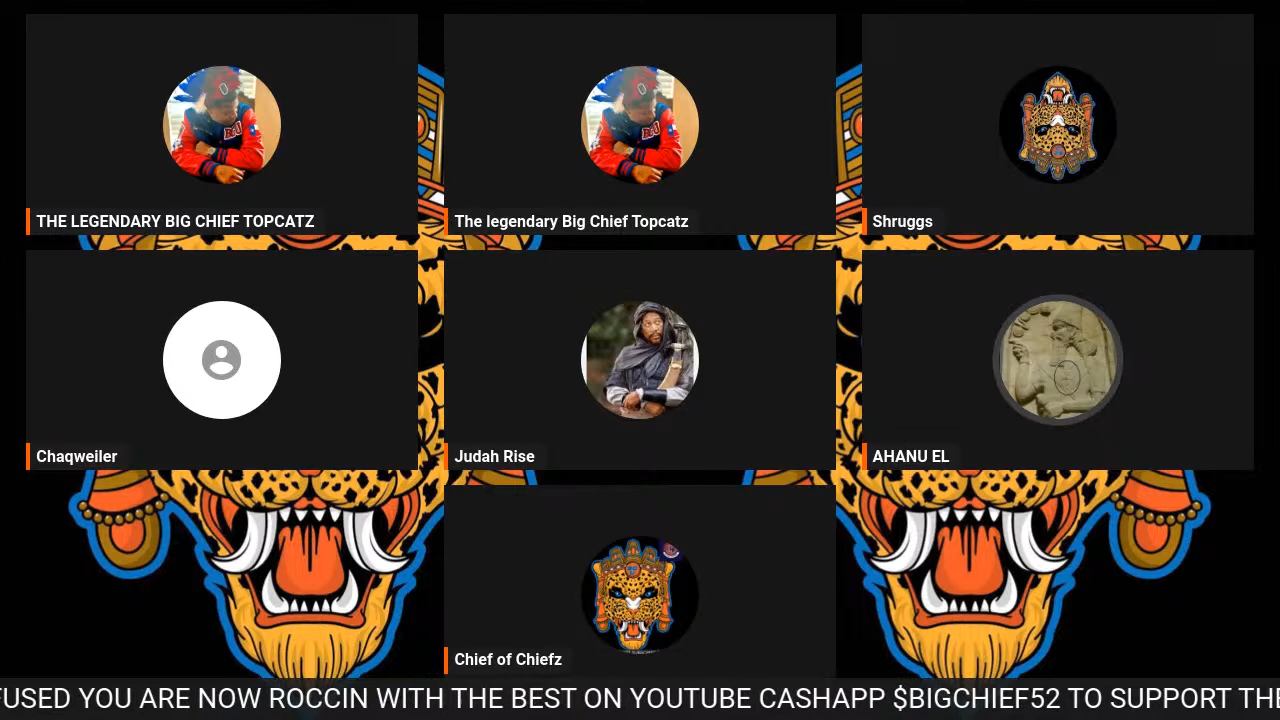 THE LEGENDARY BIG CHIEF TOPCATZ
The legendary Big Chief Topcatz
Shruggs
Chaqweiler
Judah Rise
AHANU EL
Chief of Chiefz
FUSED YOU ARE NOW ROCCIN WITH THE BEST ON YOUTUBE CASHAPP $BIGCHIEF52 TO SUPPORT THE